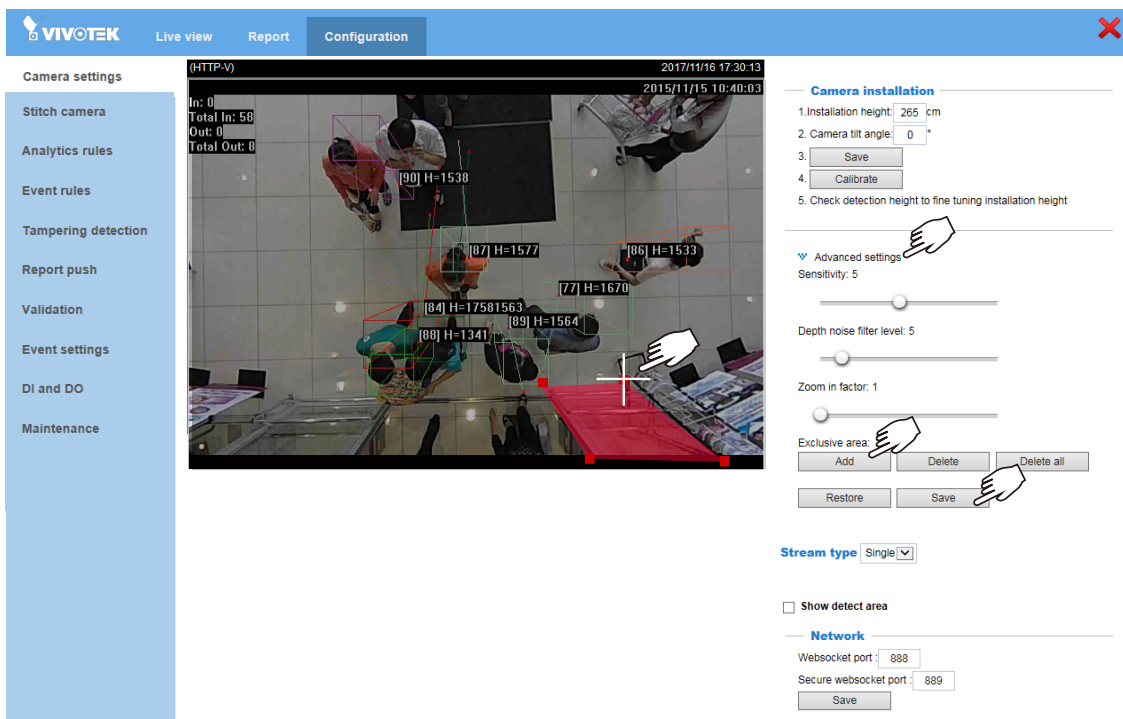 VIVOTEK
Live view
Report
Configuration
Camera settings
Stitch camera
Analytics rules
Event rules
Tampering detection
Report push
Validation
Event settings
DI and DO
Maintenance
(HTTP-V)
2017/11/16 17:30:13
2015/11/15 10:40:03
In: 0
Total In: 58
Out: 0
Total Out: 8
[90] H=1538
[87] H=1577
[86] H=1533
[77] H=1670
[84] H=17581563
[89] H=1564
[88] H=1341
Camera installation
1.Installation height: 265 cm
2. Camera tilt angle: 0 °
3. Save
4. Calibrate
5. Check detection height to fine tuning installation height
Advanced settings
Sensitivity: 5
Depth noise filter level: 5
Zoom in factor: 1
Exclusive area:
Add Delete Delete all
Restore Save
Stream type Single
Show detect area
Network
Websocket port : 888
Secure websocket port : 889
Save